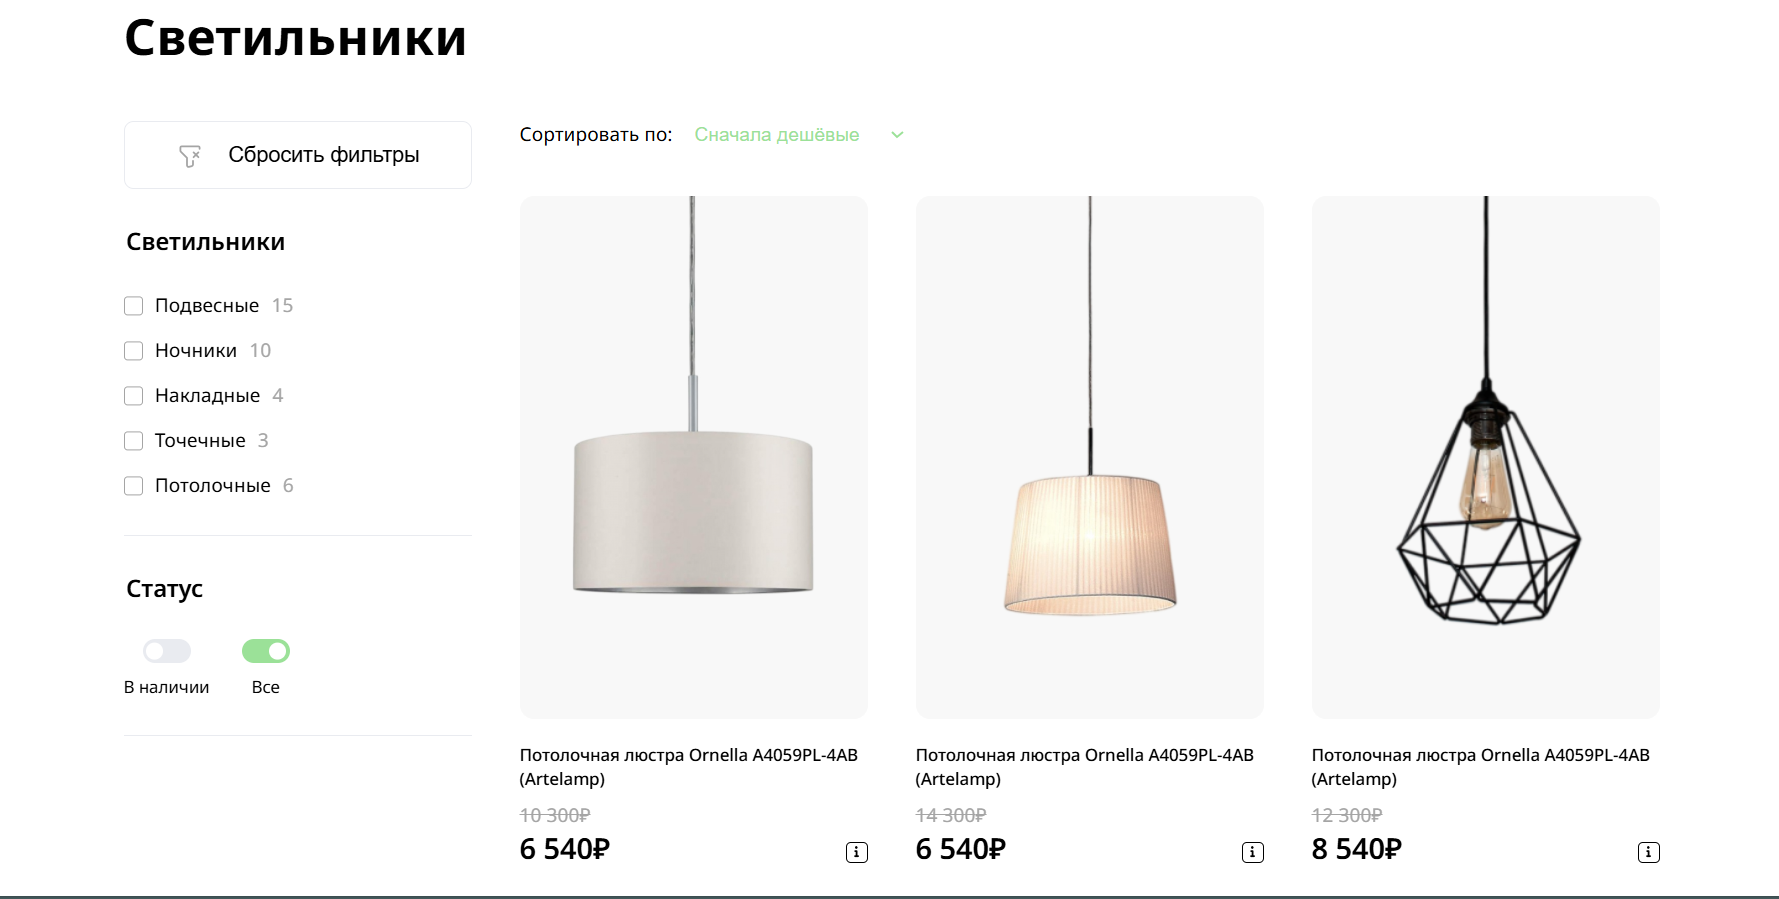 Светильники
Сбросить фильтры
Сортировать по: Сначала дешёвые
Светильники
Подвесные 15
Ночники 10
Накладные 4
Точечные 3
Потолочные 6
Статус
В наличии Все
Потолочная люстра Ornella A4059PL-4AB
(Artelamp)
10 300₽
6 540₽
i
Потолочная люстра Ornella A4059PL-4AB
(Artelamp)
14 300₽
6 540₽
i
Потолочная люстра Ornella A4059PL-4AB
(Artelamp)
12 300₽
8 540₽
i